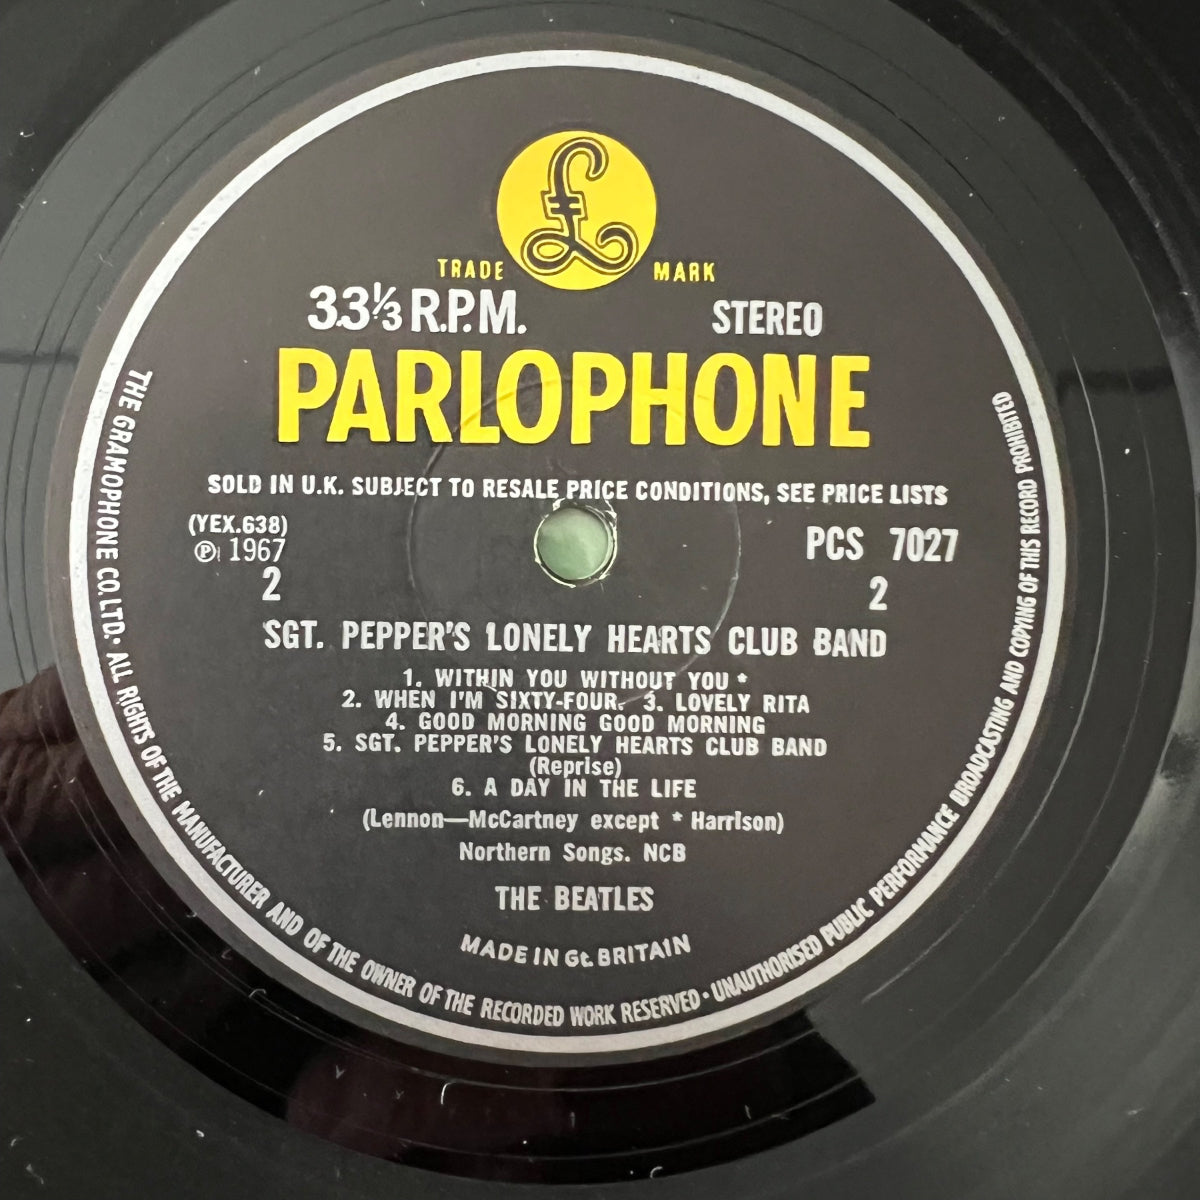 £
TRADE MARK
33⅓ R.P.M. STEREO
PARLOPHONE
SOLD IN U.K. SUBJECT TO RESALE PRICE CONDITIONS, SEE PRICE LISTS
(YEX.638)
℗ 1967 PCS 7027
2 2
SGT. PEPPER'S LONELY HEARTS CLUB BAND
1. WITHIN YOU WITHOUT YOU *
2. WHEN I'M SIXTY-FOUR. 3. LOVELY RITA
4. GOOD MORNING GOOD MORNING
5. SGT. PEPPER'S LONELY HEARTS CLUB BAND
(Reprise)
6. A DAY IN THE LIFE
(Lennon—McCartney except * Harrison)
Northern Songs. NCB
THE BEATLES
MADE IN Gt. BRITAIN
THE GRAMOPHONE CO. LTD. · ALL RIGHTS OF THE MANUFACTURER AND OF THE OWNER OF THE RECORDED WORK RESERVED · UNAUTHORISED PUBLIC PERFORMANCE BROADCASTING AND COPYING OF THIS RECORD PROHIBITED